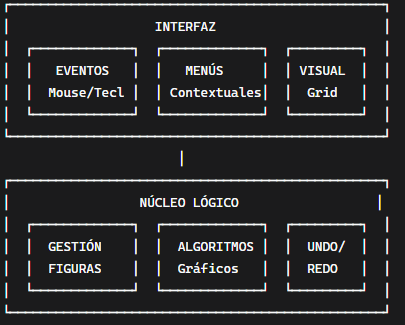 INTERFAZ
EVENTOS MENÚS VISUAL
Mouse/Tecl Contextuales Grid
NÚCLEO LÓGICO
GESTIÓN ALGORITMOS UNDO/
FIGURAS Gráficos REDO